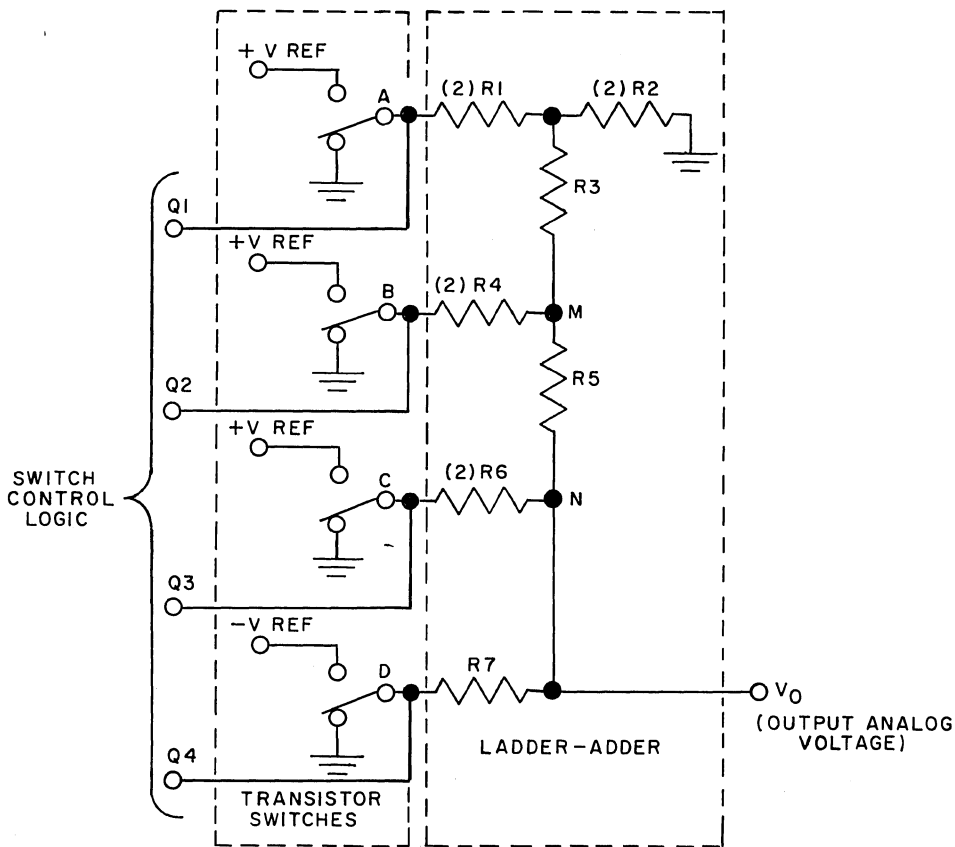 + V REF
A
(2) R1
(2) R2
R3
Q1
+V REF
B
(2) R4
M
R5
Q2
+V REF
C
(2) R6
N
SWITCH
CONTROL
LOGIC
Q3
-V REF
D
R7
VO
(OUTPUT ANALOG
VOLTAGE)
LADDER-ADDER
Q4
TRANSISTOR
SWITCHES